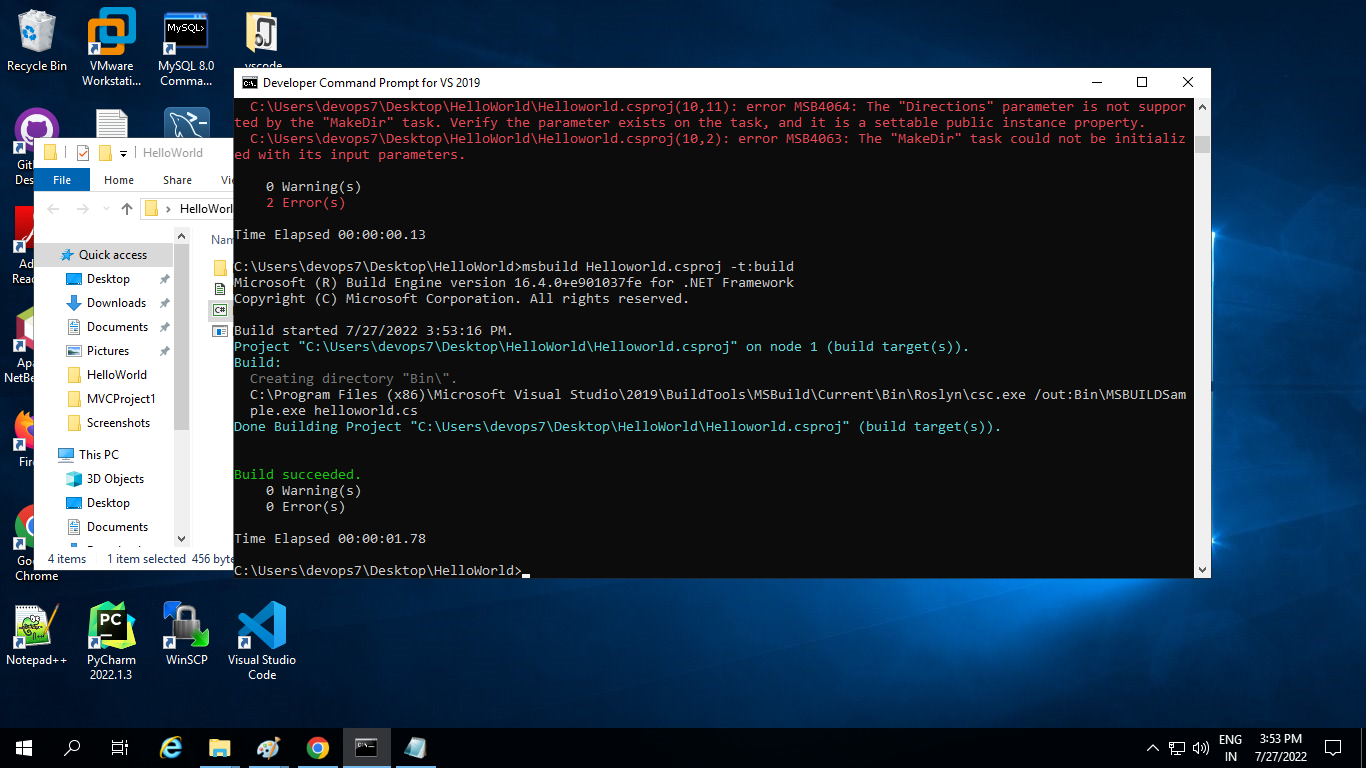 Recycle Bin
VMware
Workstati...
MySQL>
MySQL 8.0
Comma...
vscode
Developer Command Prompt for VS 2019
C:\Users\devops7\Desktop\HelloWorld\Helloworld.csproj(10,11): error MSB4064: The "Directions" parameter is not suppor
ted by the "MakeDir" task. Verify the parameter exists on the task, and it is a settable public instance property.
C:\Users\devops7\Desktop\HelloWorld\Helloworld.csproj(10,2): error MSB4063: The "MakeDir" task could not be initializ
ed with its input parameters.
0 Warning(s)
2 Error(s)
Time Elapsed 00:00:00.13
C:\Users\devops7\Desktop\HelloWorld>msbuild Helloworld.csproj -t:build
Microsoft (R) Build Engine version 16.4.0+e901037fe for .NET Framework
Copyright (C) Microsoft Corporation. All rights reserved.
Build started 7/27/2022 3:53:16 PM.
Project "C:\Users\devops7\Desktop\HelloWorld\Helloworld.csproj" on node 1 (build target(s)).
Build:
Creating directory "Bin\".
C:\Program Files (x86)\Microsoft Visual Studio\2019\BuildTools\MSBuild\Current\Bin\Roslyn\csc.exe /out:Bin\MSBUILDSam
ple.exe helloworld.cs
Done Building Project "C:\Users\devops7\Desktop\HelloWorld\Helloworld.csproj" (build target(s)).
Build succeeded.
0 Warning(s)
0 Error(s)
Time Elapsed 00:00:01.78
C:\Users\devops7\Desktop\HelloWorld>
HelloWorld
File
Home
Share
Vi
HelloWorl
Nam
Quick access
Desktop
Downloads
Documents
Pictures
HelloWorld
MVCProject1
Screenshots
This PC
3D Objects
Desktop
Documents
4 items
1 item selected
456 byte
Git
Des
Ad
Rea
Apa
NetBe
Fire
Goo
Chrome
Notepad++
PC
PyCharm
2022.1.3
WinSCP
Visual Studio
Code
ENG
IN
3:53 PM
7/27/2022